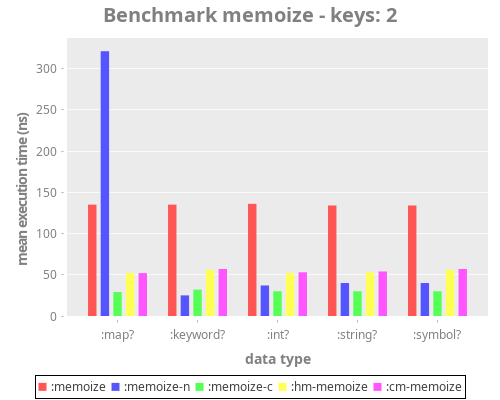 Benchmark memoize - keys: 2
mean execution time (ns)
300
250
200
150
100
50
0
:map? :keyword? :int? :string? :symbol?
data type
:memoize :memoize-n :memoize-c :hm-memoize :cm-memoize